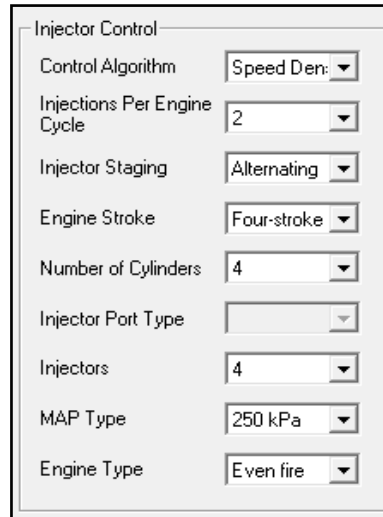 Injector Control
Control Algorithm Speed Den:
Injections Per Engine
Cycle 2
Injector Staging Alternating
Engine Stroke Four-stroke
Number of Cylinders 4
Injector Port Type
Injectors 4
MAP Type 250 kPa
Engine Type Even fire